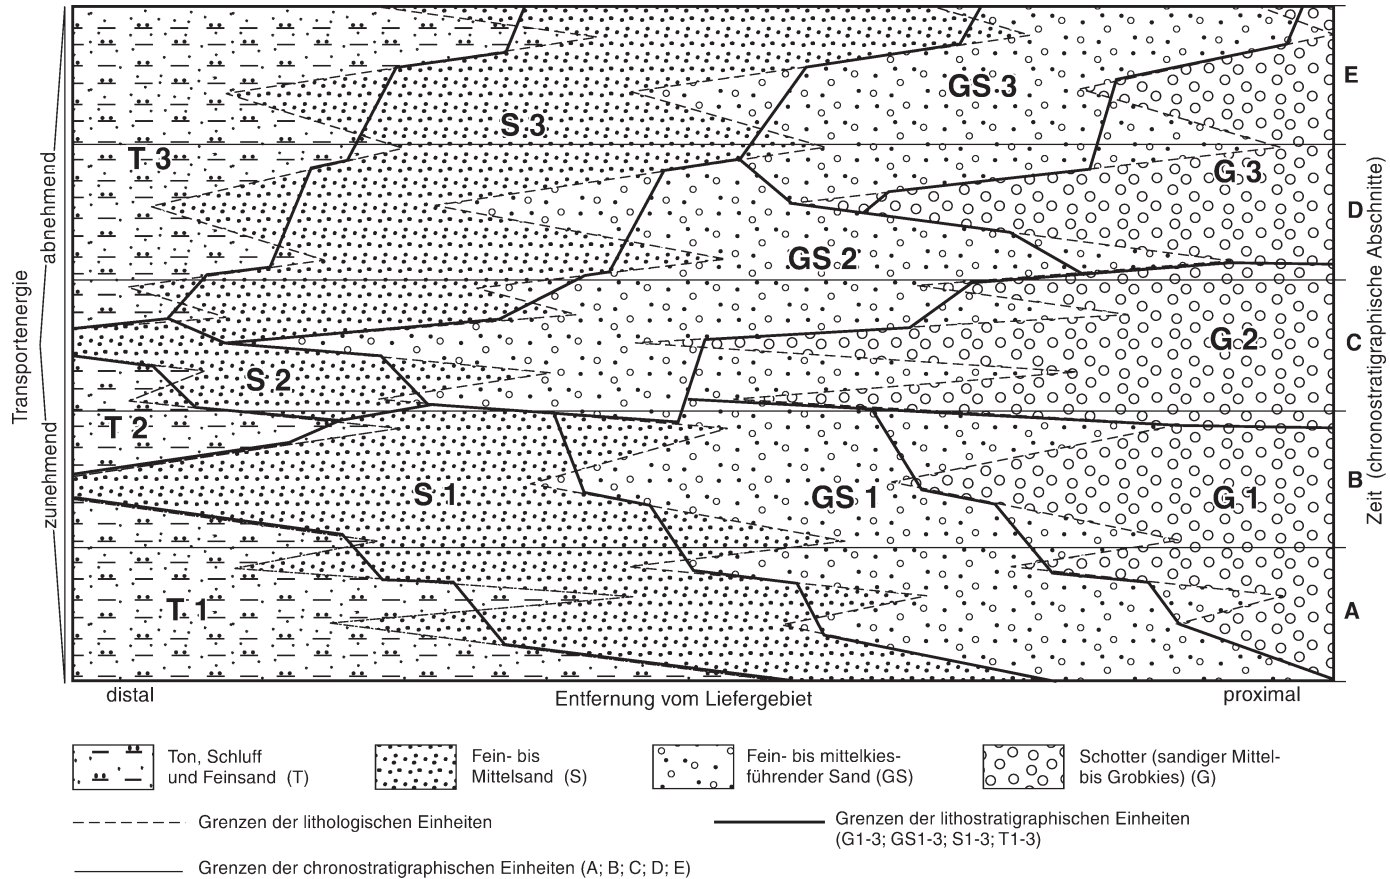 E
GS 3
S 3
T 3
G 3
D
GS 2
G 2
C
S 2
T 2
S 1
GS 1
G 1
B
T 1
A
Transportenergie
abnehmend
zunehmend
Zeit (chronostratigraphische Abschnitte)
distal
Entfernung vom Liefergebiet
proximal
Ton, Schluff
und Feinsand (T)
Fein- bis
Mittelsand (S)
Fein- bis mittelkies-
führender Sand (GS)
Schotter (sandiger Mittel-
bis Grobkies) (G)
Grenzen der lithologischen Einheiten
Grenzen der lithostratigraphischen Einheiten
(G1-3; GS1-3; S1-3; T1-3)
Grenzen der chronostratigraphischen Einheiten (A; B; C; D; E)